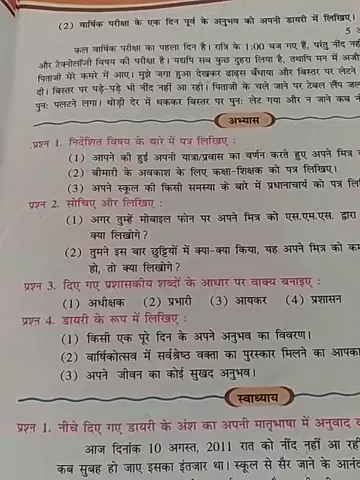 (2) वार्षिक परीक्षा के एक दिन पूर्व के अनुभव को अपनी डायरी में लिखिए।
5
कल वार्षिक परीक्षा का पहला दिन है। रात्रि के 1:00 बज गए हैं, परंतु नींद नहीं
और टेक्नोलॉजी विषय की परीक्षा है। यद्यपि सब कुछ दुहरा लिया है, तथापि मन में
पिताजी मेरे कमरे में आए। मुझे जगा हुआ देखकर ढाढ़स बँधाया और बिस्तर पर लेटने
दी। बिस्तर पर पड़े-पड़े भी नींद नहीं आ रही। पिताजी के चले जाने पर टेबल लैंप
पुनः पलटने लगा। थोड़ी देर में थककर बिस्तर पर पुनः लेट गया और न जाने कब
अभ्यास
प्रश्न 1. निर्देशित विषय के बारे में पत्र लिखिए :
(1) आपने की हुई अपनी यात्रा/प्रवास का वर्णन करते हुए अपने मित्र
(2) बीमारी के अवकाश के लिए कक्षा-शिक्षक को पत्र लिखिए।
(3) अपने स्कूल की किसी समस्या के बारे में प्रधानाचार्य को पत्र
प्रश्न 2. सोचिए और लिखिए :
(1) अगर तुम्हें मोबाइल फोन पर अपने मित्र को एस.एम.एस. द्वारा
क्या लिखोगे ?
(2) तुमने इस बार छुट्टियों में क्या-क्या किया, यह अपने मित्र को
हो, तो क्या लिखोगे ?
प्रश्न 3. दिए गए प्रशासकीय शब्दों के आधार पर वाक्य बनाइए :
(1) अधीक्षक (2) प्रभारी (3) आयकर (4) प्रशासन
प्रश्न 4. डायरी के रूप में लिखिए :
(1) किसी एक पूरे दिन के अपने अनुभव का विवरण।
(2) वार्षिकोत्सव में सर्वश्रेष्ठ वक्ता का पुरस्कार मिलने का
(3) अपने जीवन का कोई सुखद अनुभव।
स्वाध्याय
प्रश्न 1. नीचे दिए गए डायरी के अंश का अपनी मातृभाषा में अनुवाद
आज दिनांक 10 अगस्त, 2011 रात को नींद नहीं आ
कब सुबह हो जाए इसका इंतजार था। स्कूल से सैर जाने के